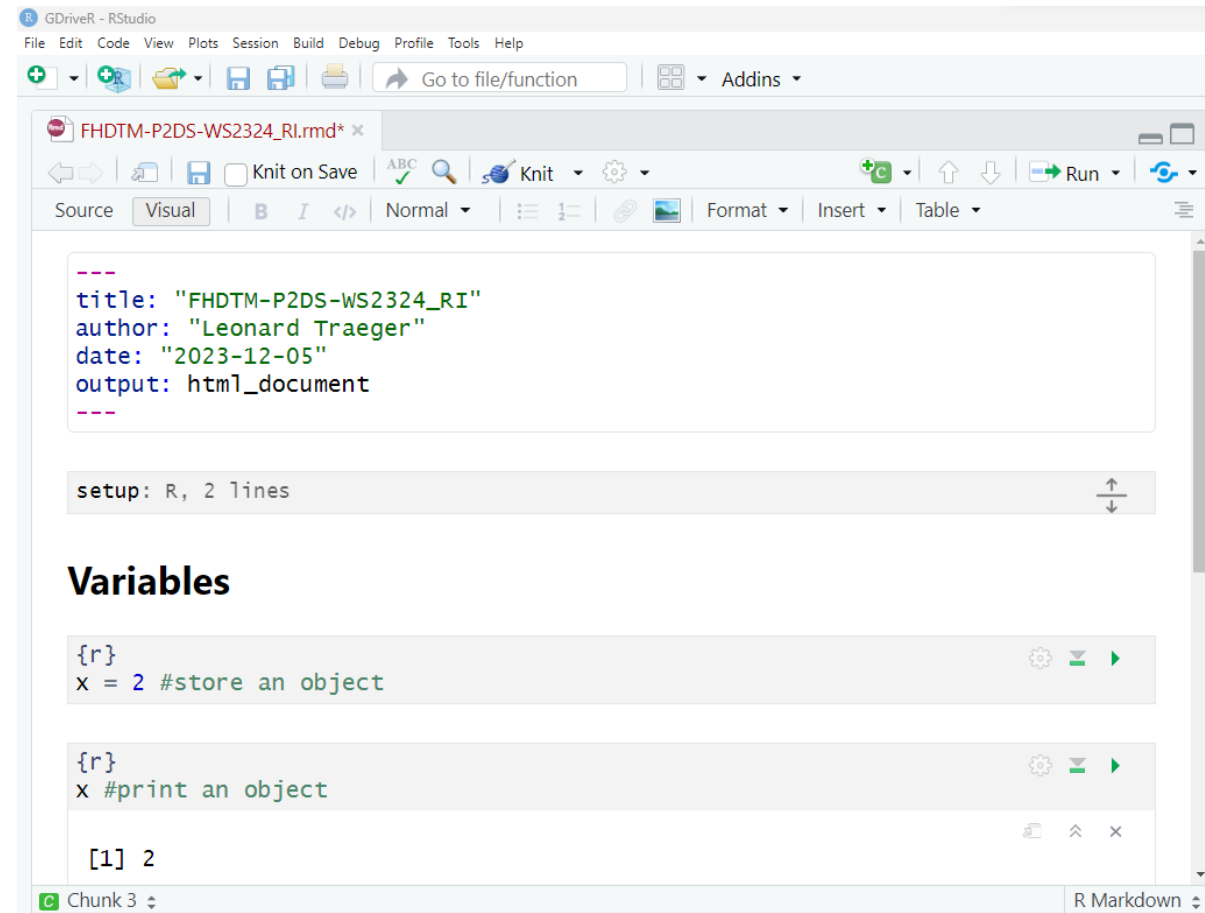 GDriveR - RStudio
File Edit Code View Plots Session Build Debug Profile Tools Help
Go to file/function Addins
FHDTM-P2DS-WS2324_RI.rmd*
Knit on Save ABC Knit Run
Source Visual B I </> Normal Format Insert Table
---
title: "FHDTM-P2DS-WS2324_RI"
author: "Leonard Traeger"
date: "2023-12-05"
output: html_document
---
setup: R, 2 lines
Variables
{r}
x = 2 #store an object
{r}
x #print an object
[1] 2
C Chunk 3 R Markdown